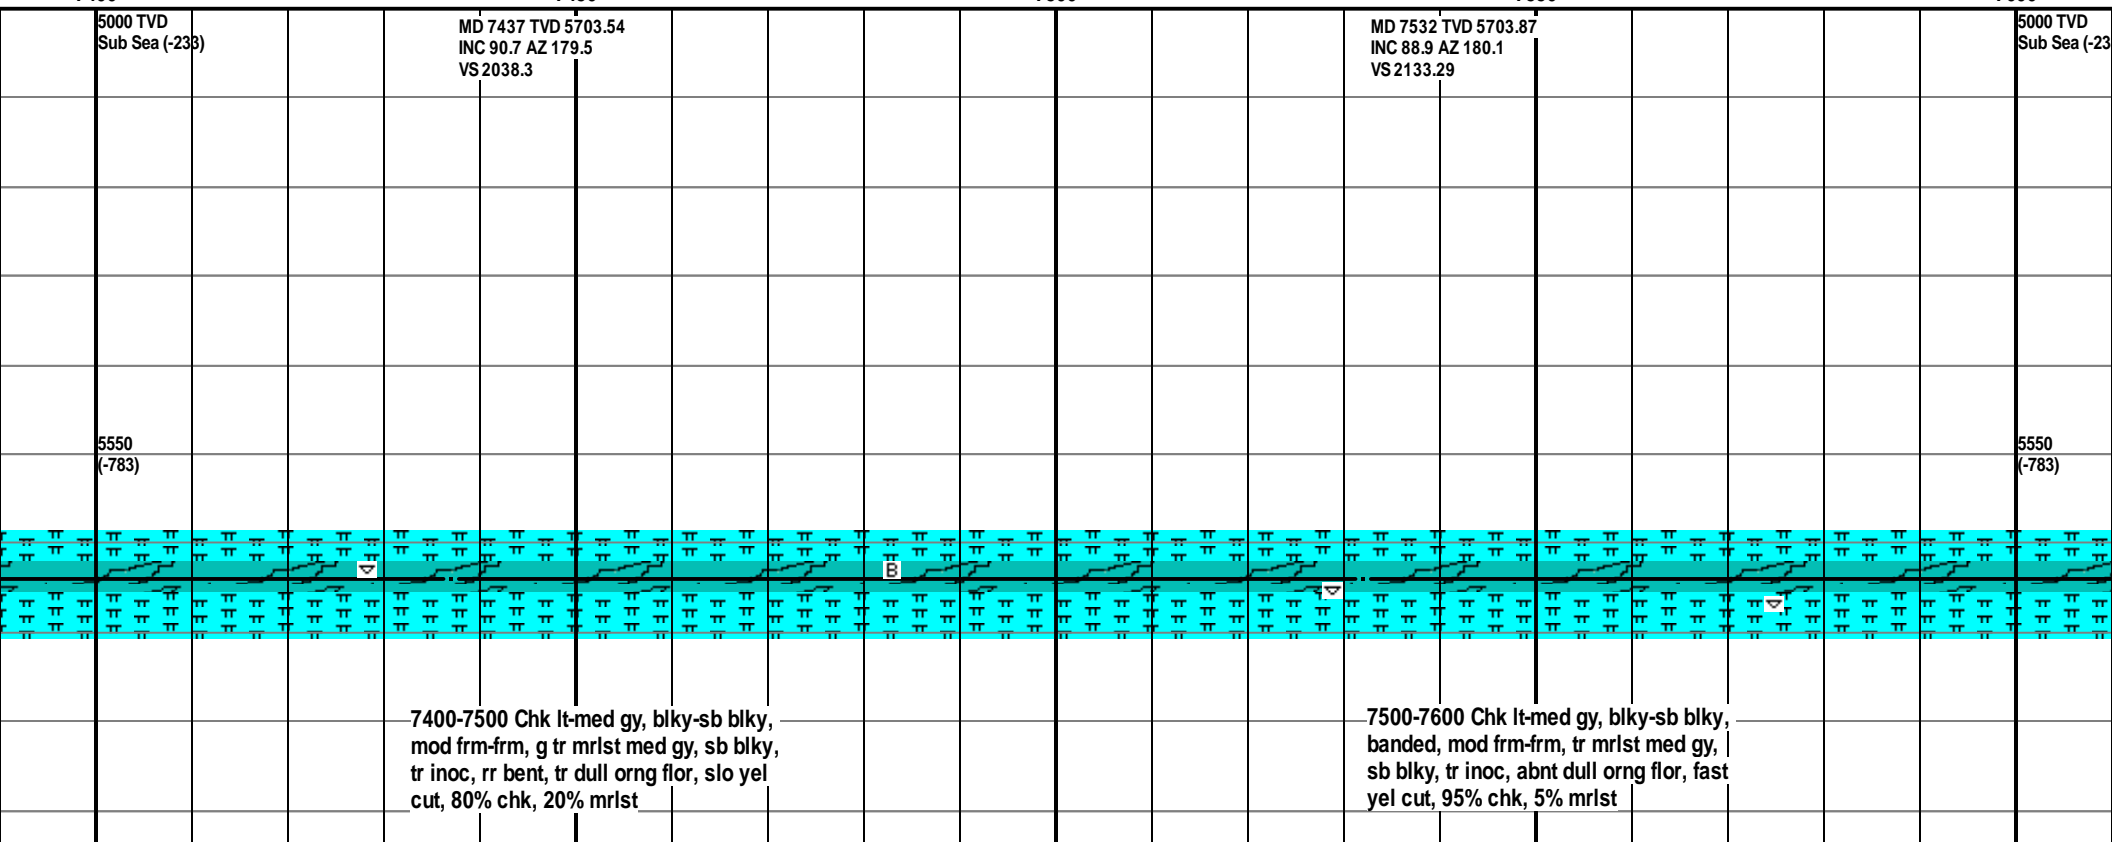 5000 TVD
Sub Sea (-233)
MD 7437 TVD 5703.54
INC 90.7 AZ 179.5
VS 2038.3
MD 7532 TVD 5703.87
INC 88.9 AZ 180.1
VS 2133.29
5000 TVD
Sub Sea (-23
5550
(-783)
5550
(-783)
B
7400-7500 Chk lt-med gy, blky-sb blky,
mod frm-frm, g tr mrlst med gy, sb blky,
tr inoc, rr bent, tr dull orng flor, slo yel
cut, 80% chk, 20% mrlst
7500-7600 Chk lt-med gy, blky-sb blky,
banded, mod frm-frm, tr mrlst med gy,
sb blky, tr inoc, abnt dull orng flor, fast
yel cut, 95% chk, 5% mrlst